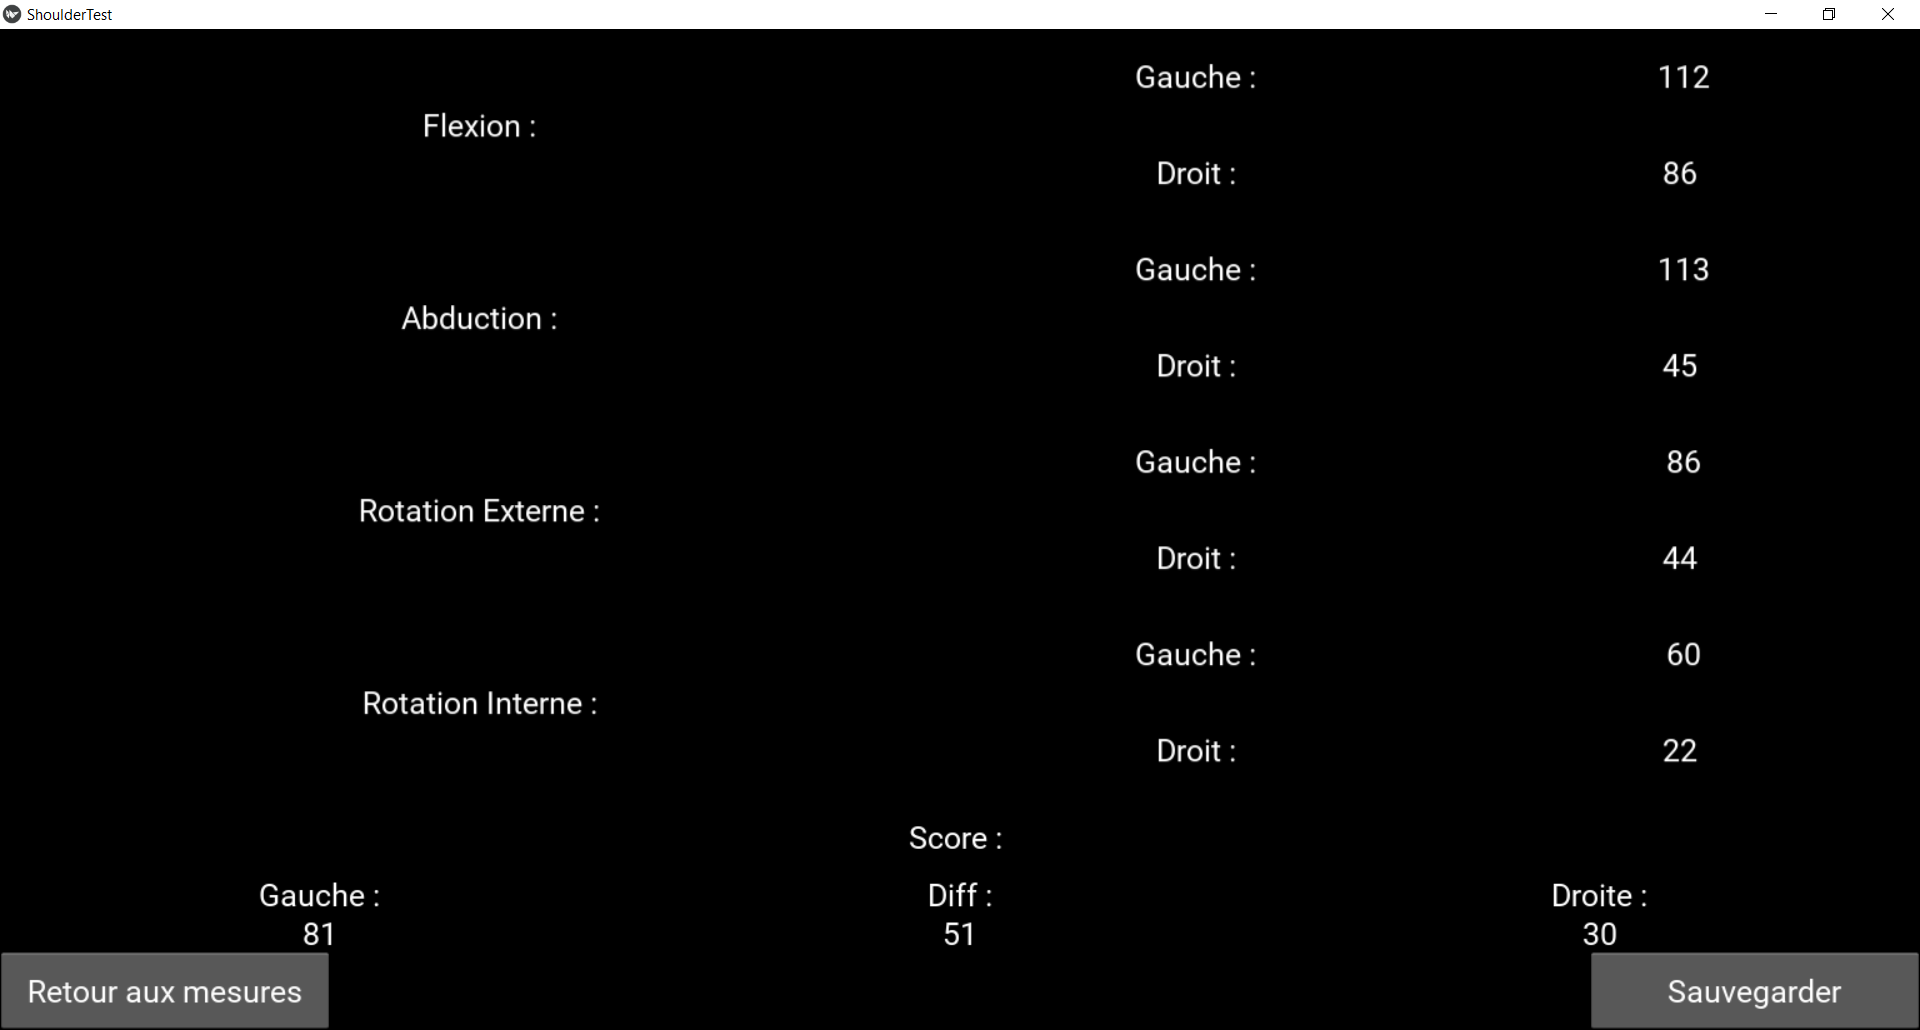 ShoulderTest
Flexion :
Gauche : 112
Droit : 86
Abduction :
Gauche : 113
Droit : 45
Rotation Externe :
Gauche : 86
Droit : 44
Rotation Interne :
Gauche : 60
Droit : 22
Score :
Gauche : Diff : Droite :
81 51 30
Retour aux mesures Sauvegarder